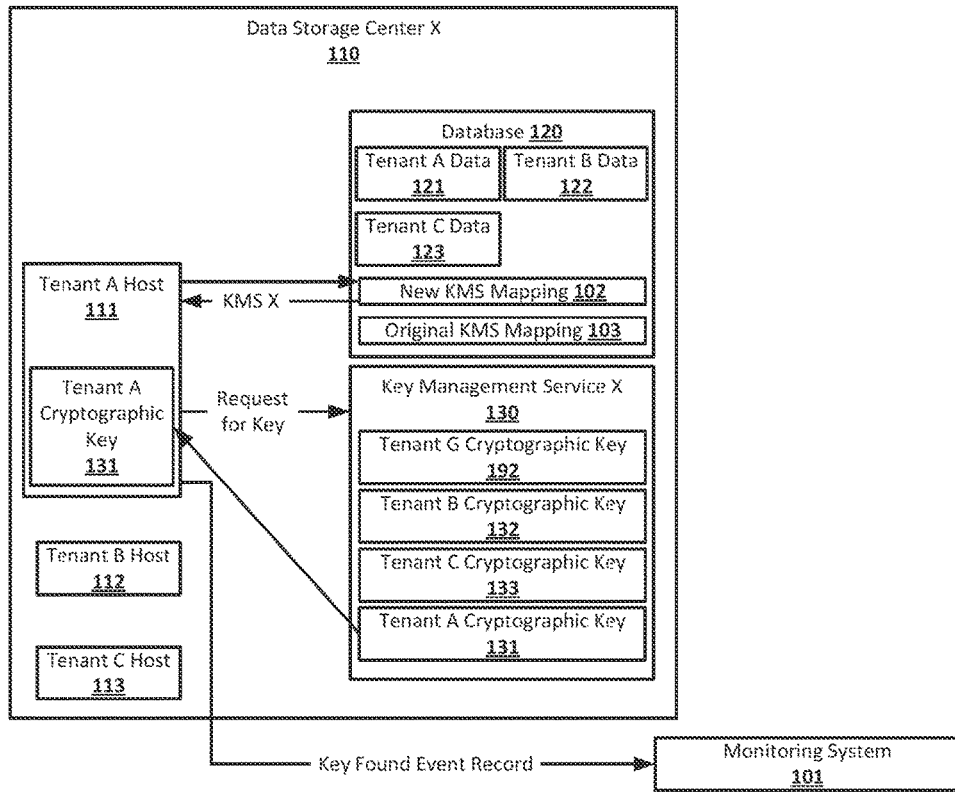 Data Storage Center X
110
Database 120
Tenant A Data
121
Tenant B Data
122
Tenant C Data
123
New KMS Mapping 102
Original KMS Mapping 103
Tenant A Host
111
KMS X
Tenant A
Cryptographic
Key
131
Request
for Key
Key Management Service X
130
Tenant G Cryptographic Key
192
Tenant B Cryptographic Key
132
Tenant C Cryptographic Key
133
Tenant A Cryptographic Key
131
Tenant B Host
112
Tenant C Host
113
Key Found Event Record
Monitoring System
101